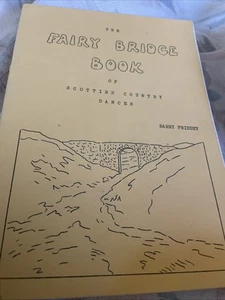 THE
FAIRY BRIDGE
BOOK
OF
SCOTTISH COUNTRY
DANCES
BARRY PRIDDEY